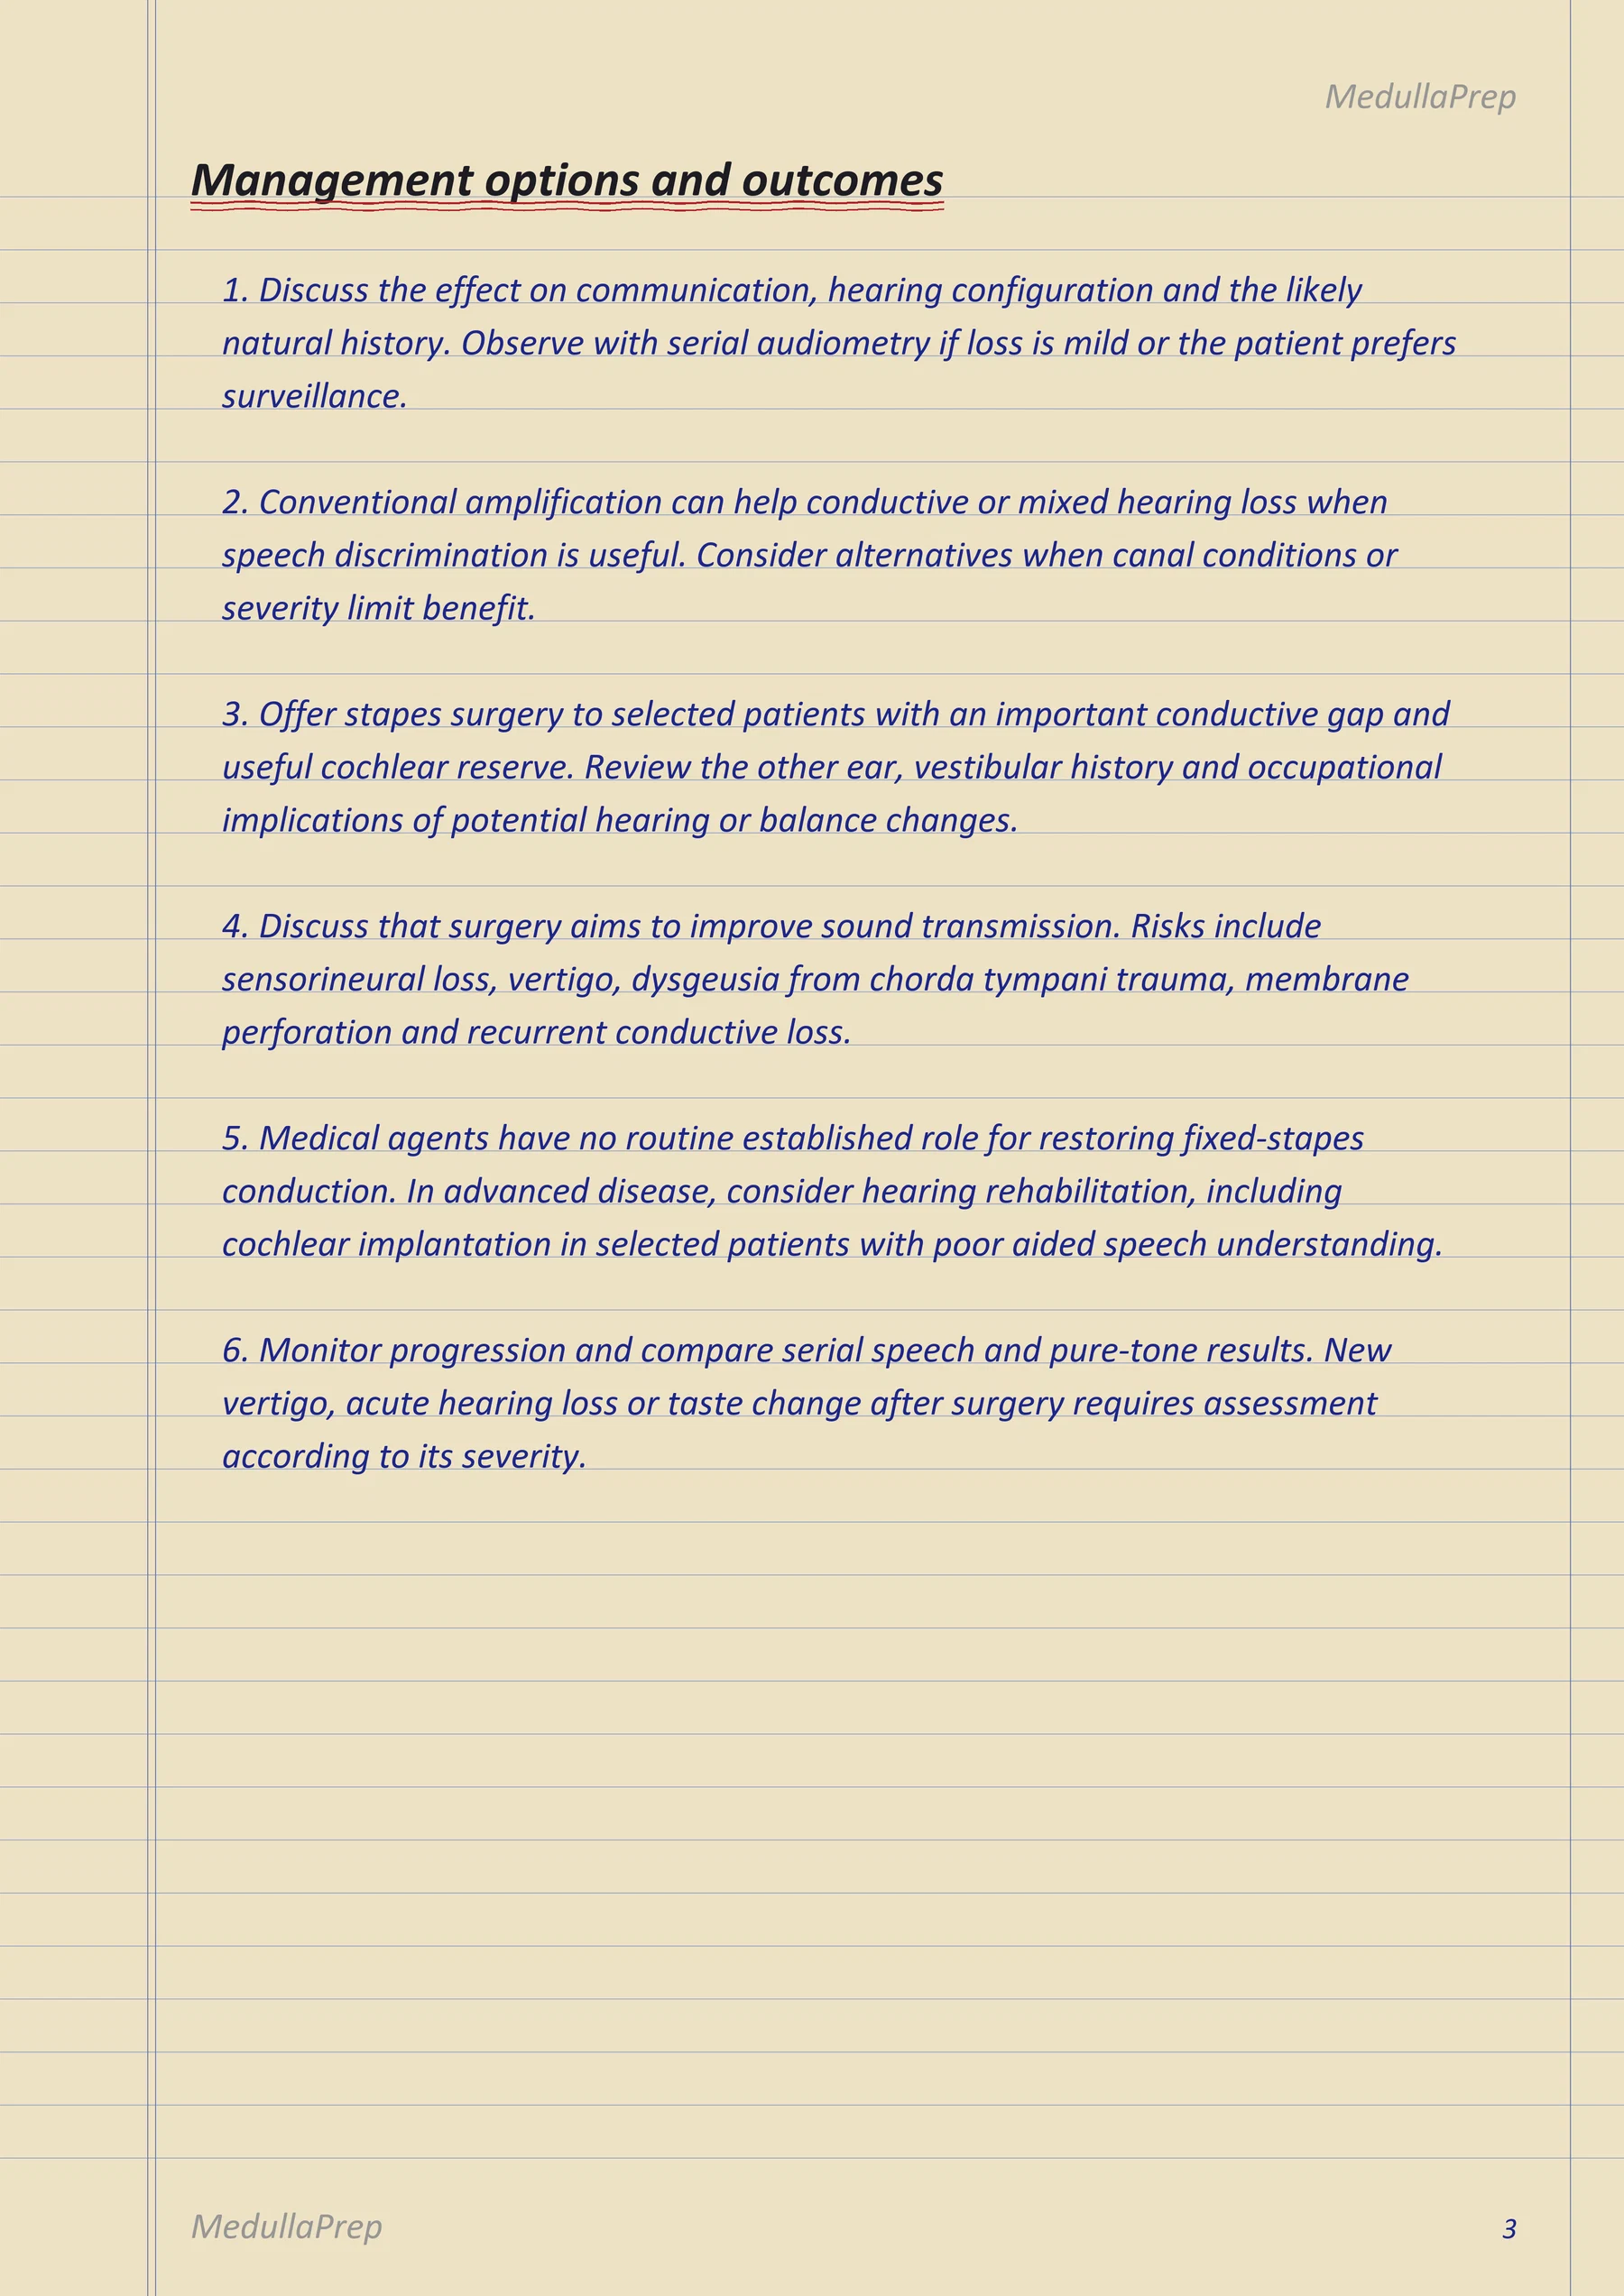 MedullaPrep
Management options and outcomes
1. Discuss the effect on communication, hearing configuration and the likely
natural history. Observe with serial audiometry if loss is mild or the patient prefers
surveillance.
2. Conventional amplification can help conductive or mixed hearing loss when
speech discrimination is useful. Consider alternatives when canal conditions or
severity limit benefit.
3. Offer stapes surgery to selected patients with an important conductive gap and
useful cochlear reserve. Review the other ear, vestibular history and occupational
implications of potential hearing or balance changes.
4. Discuss that surgery aims to improve sound transmission. Risks include
sensorineural loss, vertigo, dysgeusia from chorda tympani trauma, membrane
perforation and recurrent conductive loss.
5. Medical agents have no routine established role for restoring fixed-stapes
conduction. In advanced disease, consider hearing rehabilitation, including
cochlear implantation in selected patients with poor aided speech understanding.
6. Monitor progression and compare serial speech and pure-tone results. New
vertigo, acute hearing loss or taste change after surgery requires assessment
according to its severity.
MedullaPrep
3